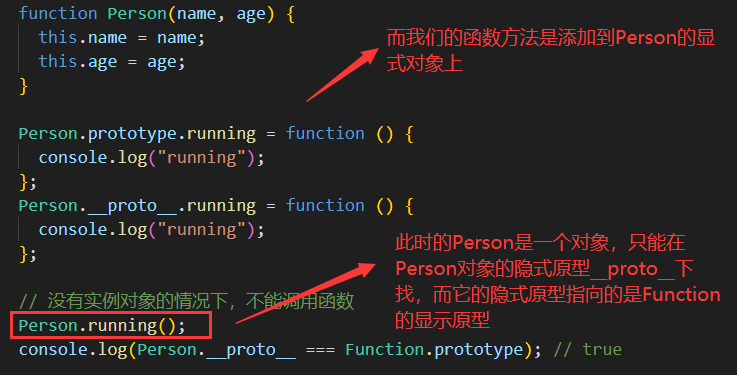 function Person(name, age) {
this.name = name;
this.age = age;
}
而我们的函数方法是添加到Person的显
式对象上
Person.prototype.running = function () {
console.log("running");
};
Person.__proto__.running = function () {
console.log("running");
};
此时的Person是一个对象，只能在
Person对象的隐式原型__proto__下
找，而它的隐式原型指向的是Function
的显示原型
// 没有实例对象的情况下，不能调用函数
Person.running();
console.log(Person.__proto__ === Function.prototype); // true